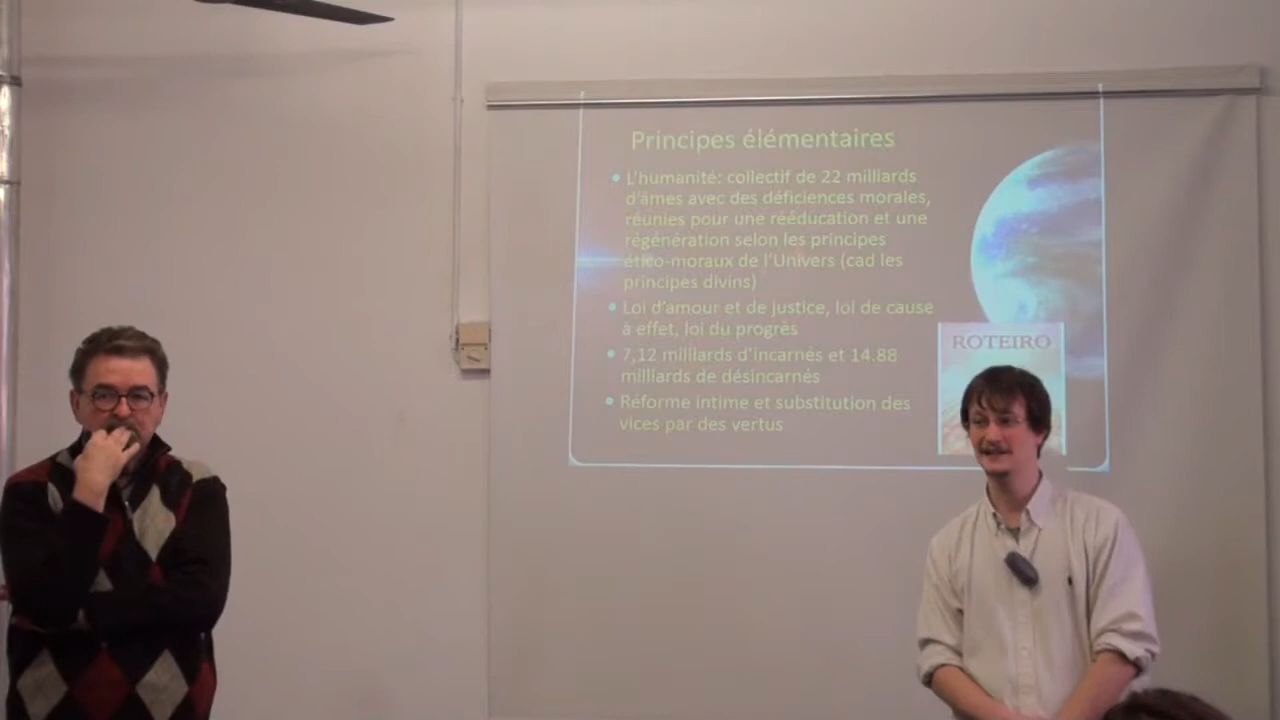 Principes élémentaires
• L'humanité: collectif de 22 milliards
d'âmes avec des déficiences morales,
réunies pour une rééducation et une
régénération selon les principes
ético-moraux de l'Univers (cad les
principes divins)
• Loi d'amour et de justice, loi de cause
à effet, loi du progrès
• 7,12 milliards d'incarnés et 14.88
milliards de désincarnés
• Réforme intime et substitution des
vices par des vertus
ROTEIRO